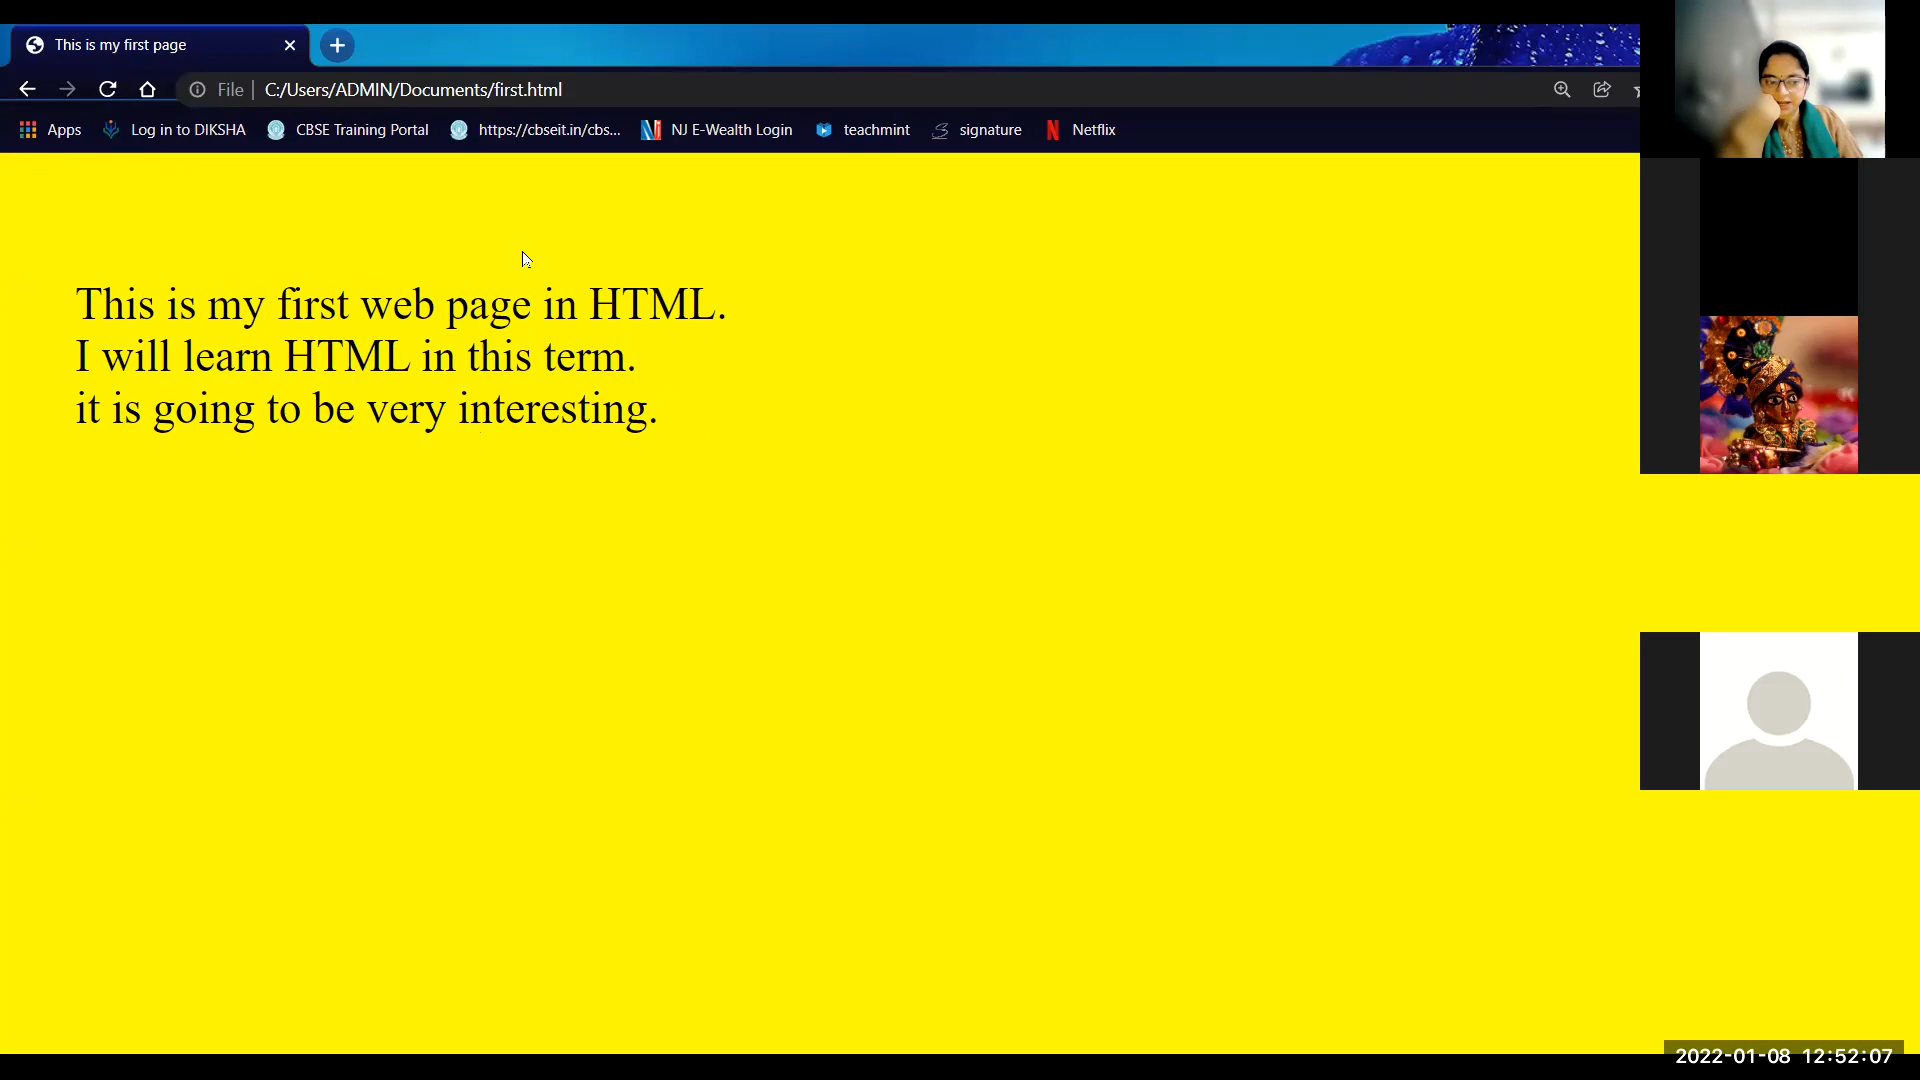 This is my first page
File
C:/Users/ADMIN/Documents/first.html
Apps
Log in to DIKSHA
CBSE Training Portal
https://cbseit.in/cbs...
NJ E-Wealth Login
teachmint
signature
Netflix
This is my first web page in HTML.
I will learn HTML in this term.
it is going to be very interesting.
2022-01-08 12:52:07